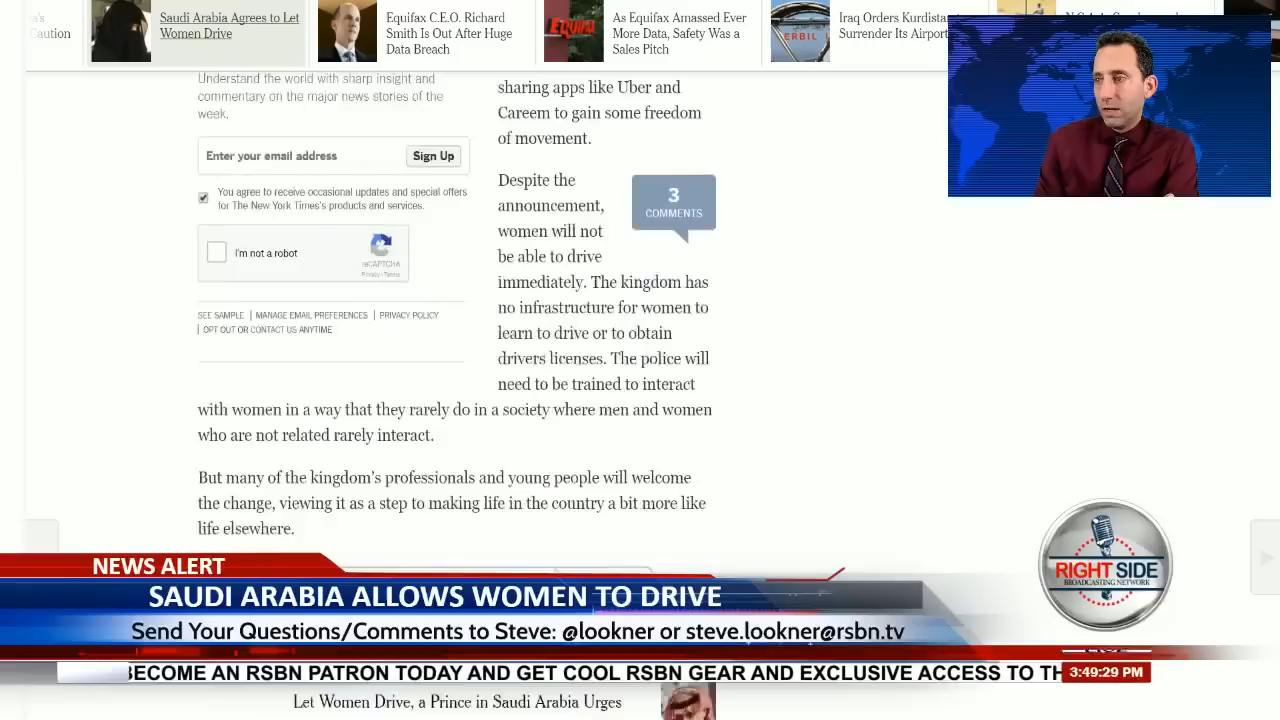 a's
Caution
Saudi Arabia Agrees to Let
Women Drive
Equifax C.E.O. Richard
Smith Is Out After Huge
Data Breach
EQUIFAX
As Equifax Amassed Ever
More Data, Safety Was a
Sales Pitch
ERBIL
Iraq Orders Kurdista
Surrender Its Airport
Understand the world with sharp insight and
commentary on the major news stories of the
week.
Enter your email address
Sign Up
You agree to receive occasional updates and special offers
for The New York Times's products and services.
I'm not a robot
reCAPTCHA
Privacy - Terms
SEE SAMPLE | MANAGE EMAIL PREFERENCES | PRIVACY POLICY
| OPT OUT OR CONTACT US ANYTIME
sharing apps like Uber and
Careem to gain some freedom
of movement.
Despite the
announcement,
women will not
be able to drive
immediately. The kingdom has
no infrastructure for women to
learn to drive or to obtain
drivers licenses. The police will
need to be trained to interact
with women in a way that they rarely do in a society where men and women
who are not related rarely interact.
3
COMMENTS
But many of the kingdom's professionals and young people will welcome
the change, viewing it as a step to making life in the country a bit more like
life elsewhere.
NEWS ALERT
SAUDI ARABIA ALLOWS WOMEN TO DRIVE
Send Your Questions/Comments to Steve: @lookner or steve.lookner@rsbn.tv
RIGHT SIDE
BROADCASTING NETWORK
BECOME AN RSBN PATRON TODAY AND GET COOL RSBN GEAR AND EXCLUSIVE ACCESS TO TH
3:49:29 PM
Let Women Drive, a Prince in Saudi Arabia Urges